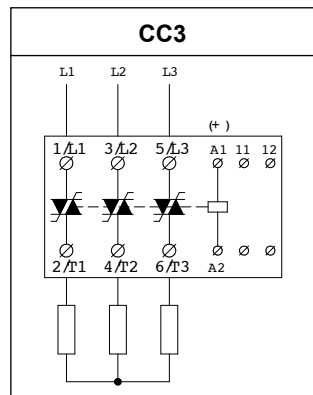 CC3
L1 L2 L3
(+)
1/L1 3/L2 5/L3 A1 11 12
2/T1 4/T2 6/T3 A2